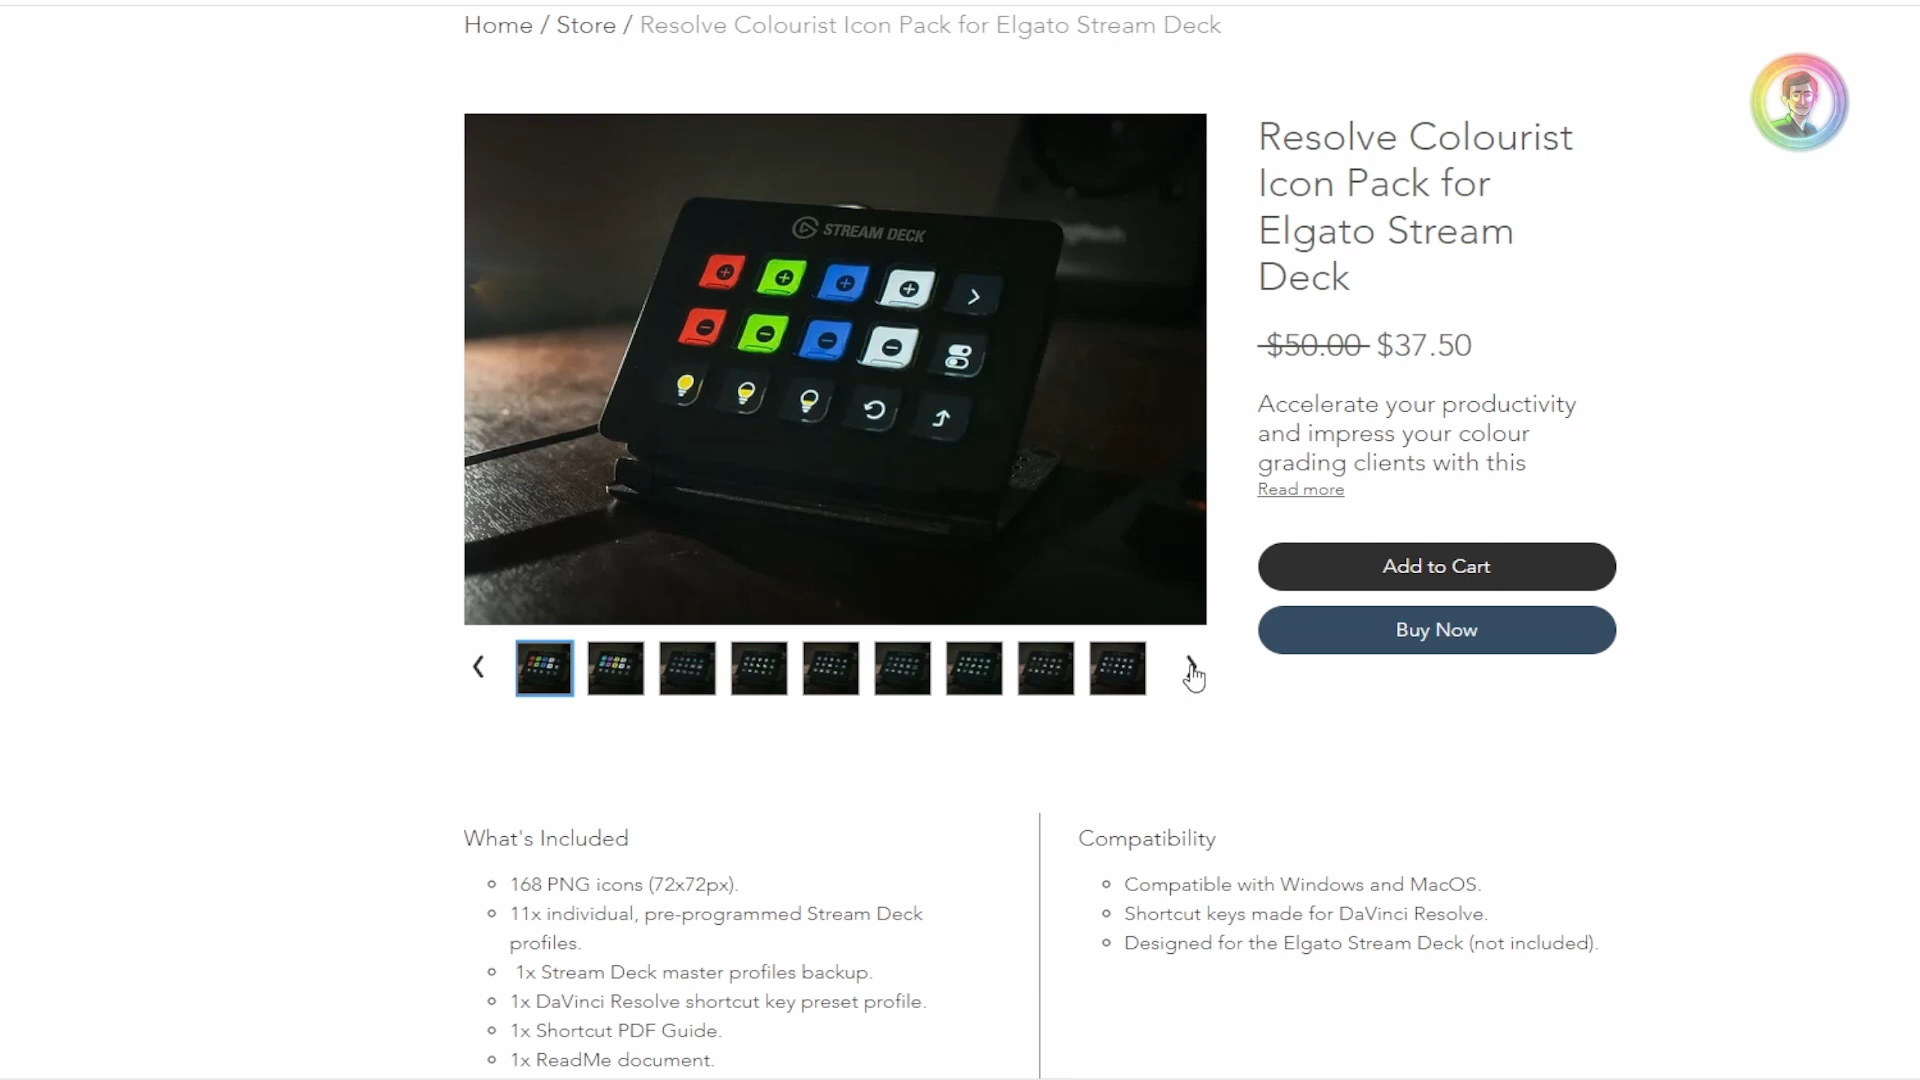 Home / Store / Resolve Colourist Icon Pack for Elgato Stream Deck
STREAM DECK
Resolve Colourist
Icon Pack for
Elgato Stream
Deck
$50.00 $37.50
Accelerate your productivity
and impress your colour
grading clients with this
Read more
Add to Cart
Buy Now
What's Included
168 PNG icons (72x72px).
11x individual, pre-programmed Stream Deck
profiles.
1x Stream Deck master profiles backup.
1x DaVinci Resolve shortcut key preset profile.
1x Shortcut PDF Guide.
1x ReadMe document.
Compatibility
Compatible with Windows and MacOS.
Shortcut keys made for DaVinci Resolve.
Designed for the Elgato Stream Deck (not included).